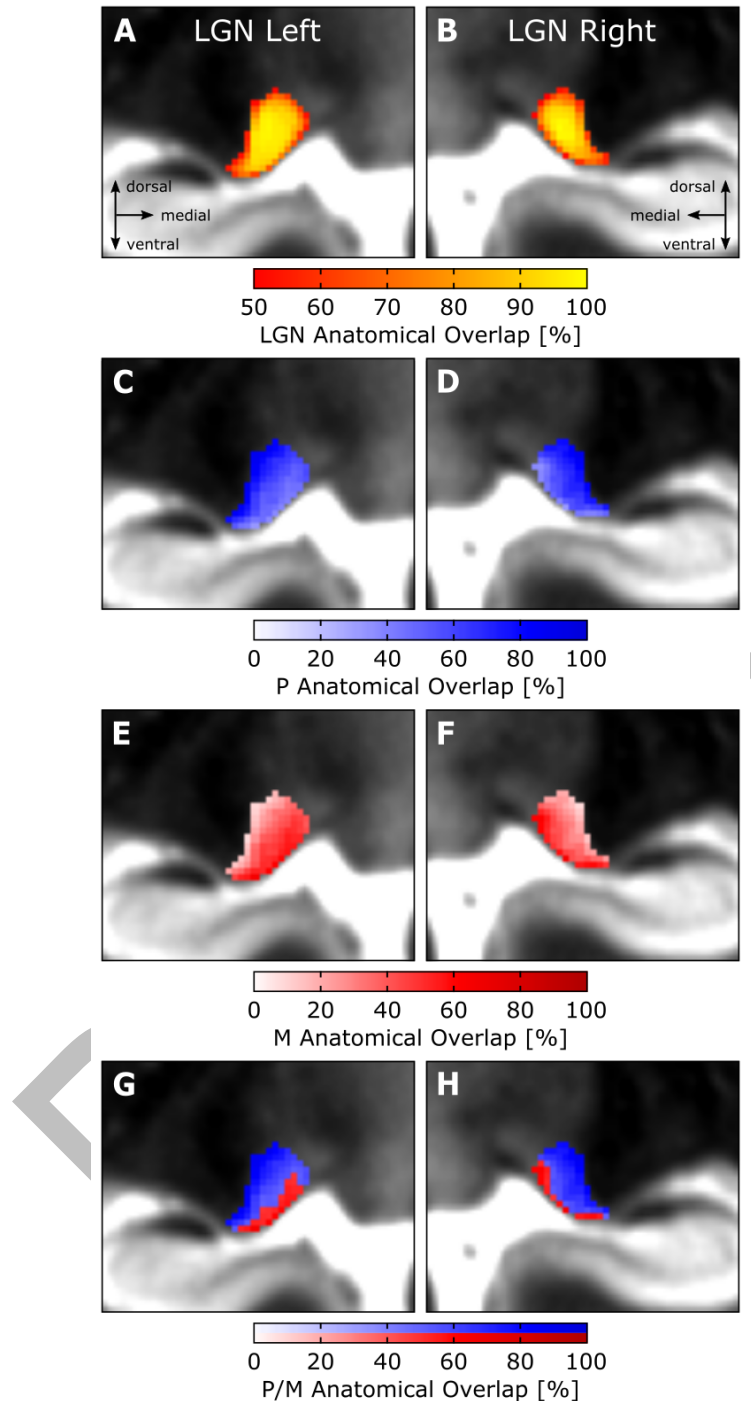 A LGN Left
B LGN Right
dorsal
medial
ventral
dorsal
medial
ventral
50 60 70 80 90 100
LGN Anatomical Overlap [%]
C
D
0 20 40 60 80 100
P Anatomical Overlap [%]
E
F
0 20 40 60 80 100
M Anatomical Overlap [%]
G
H
0 20 40 60 80 100
P/M Anatomical Overlap [%]